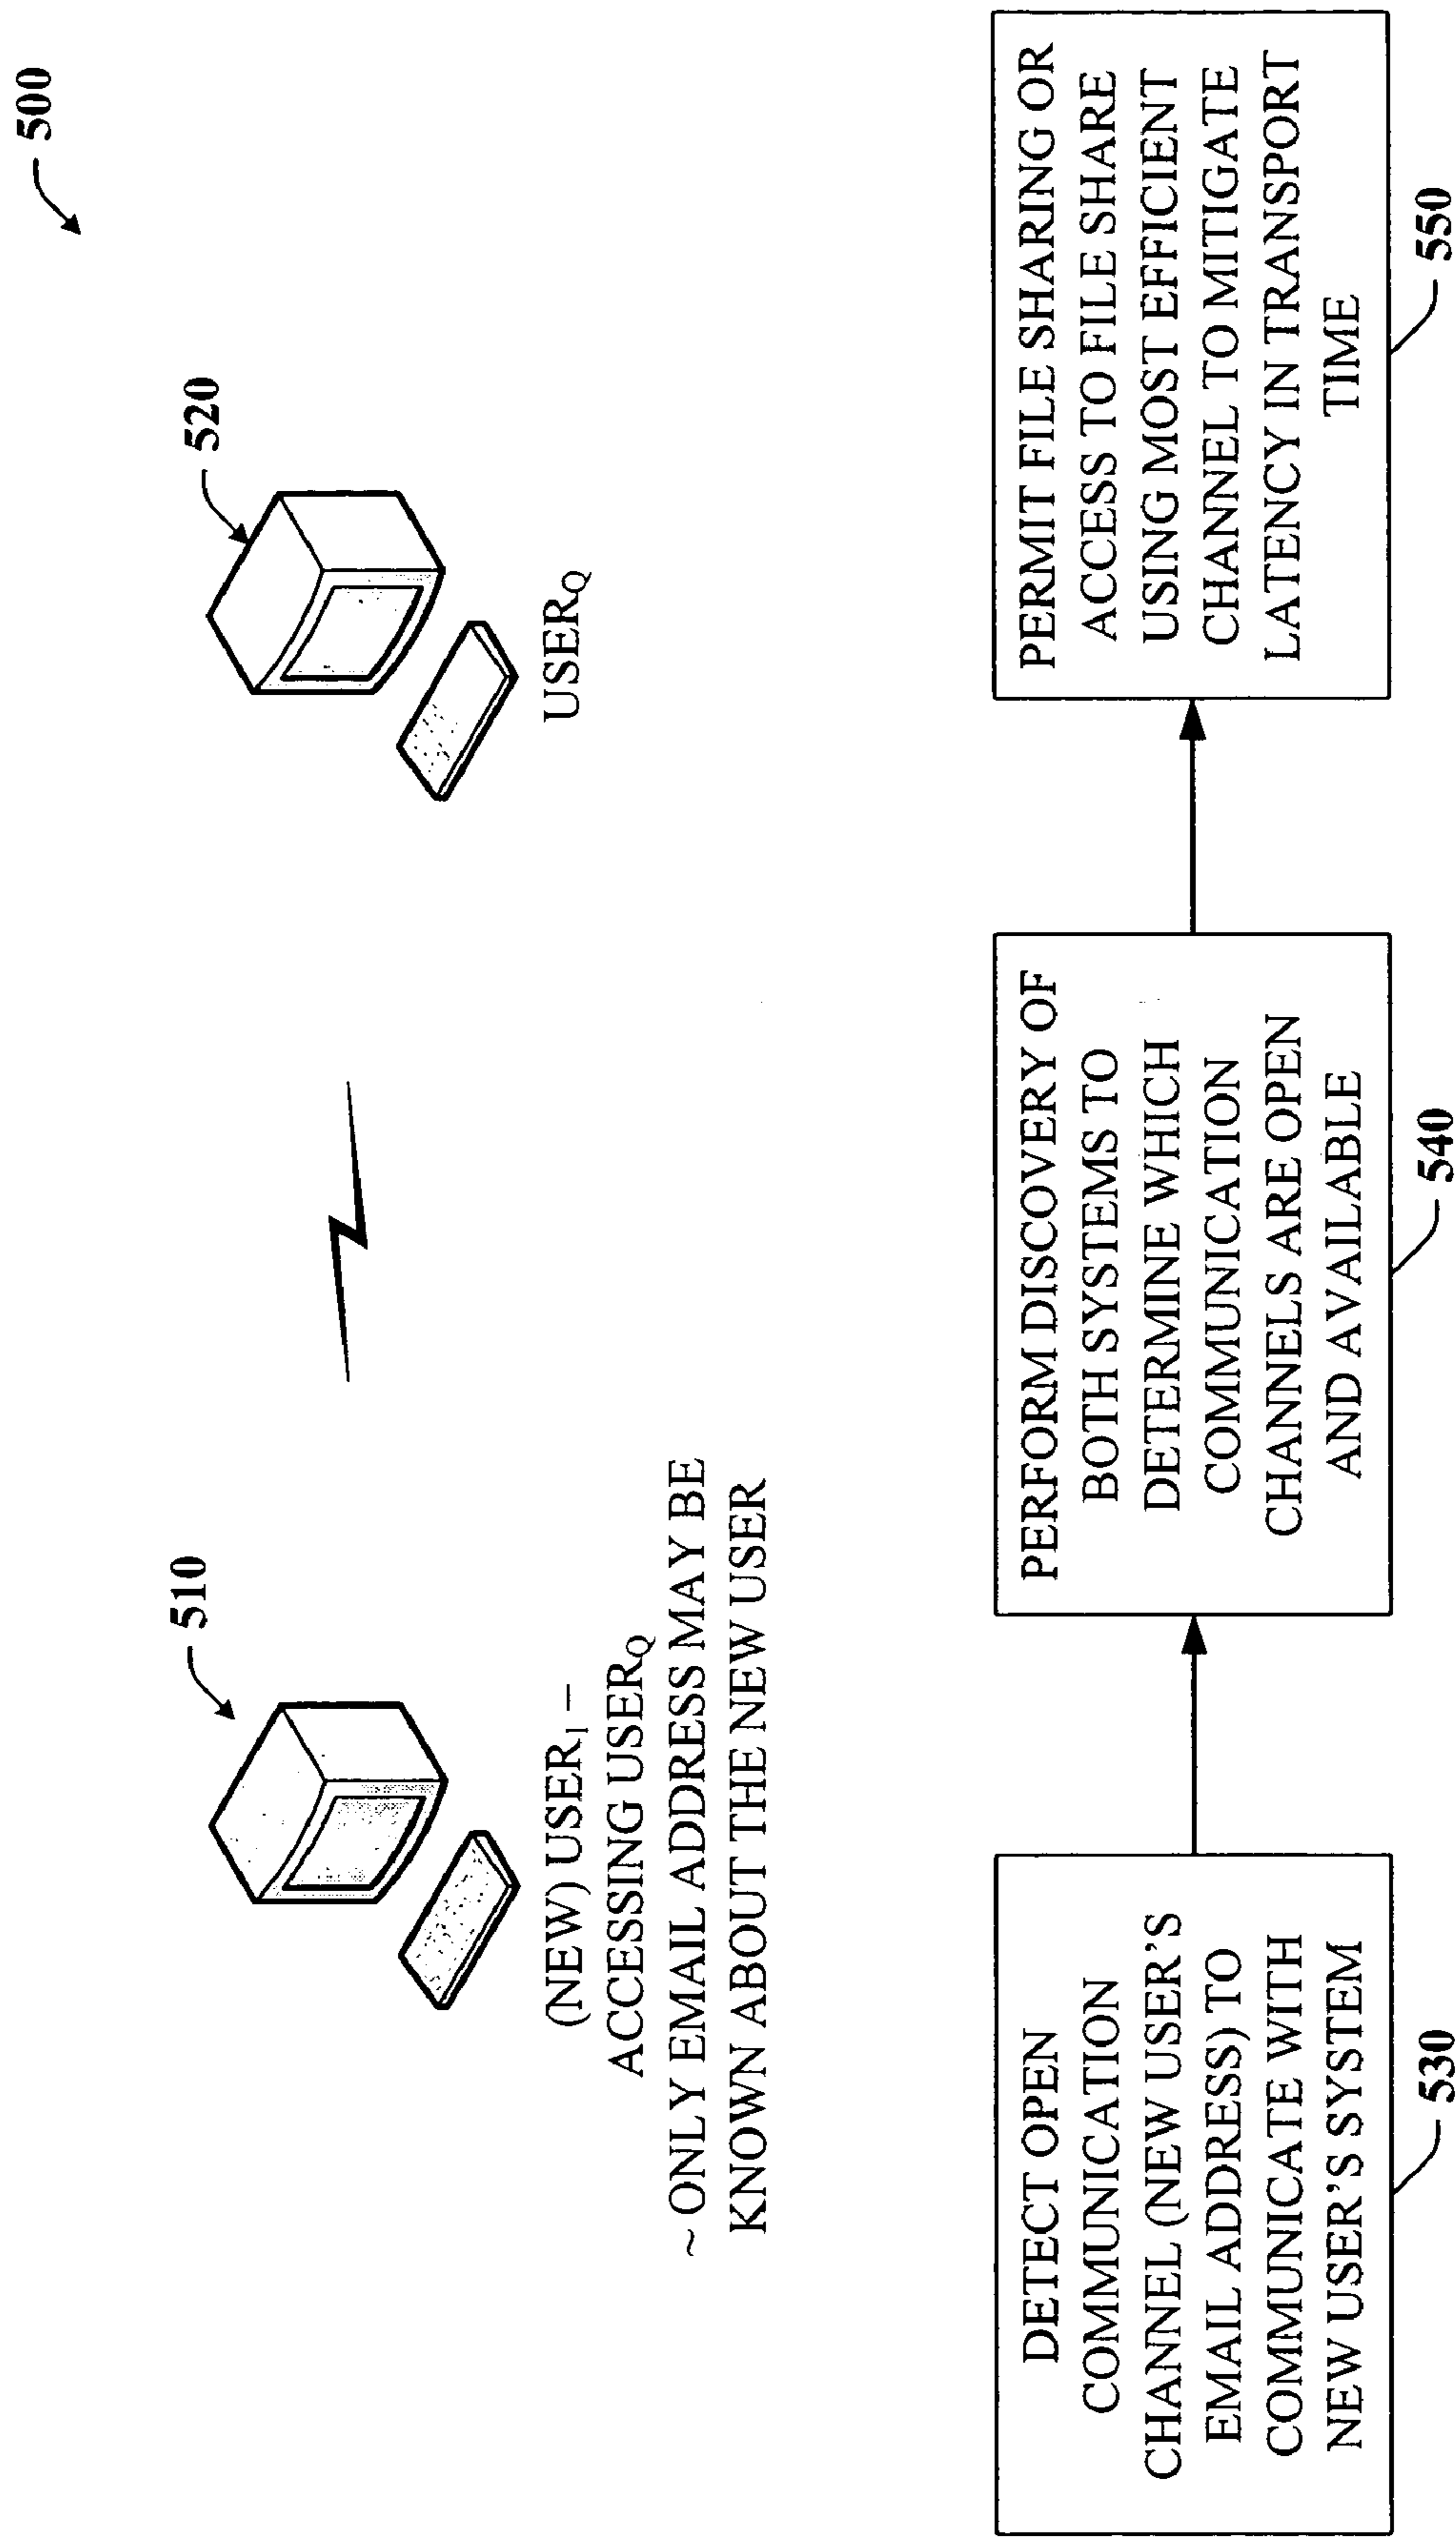 500
510
520
(NEW) USER1 –
ACCESSING USERQ
~ ONLY EMAIL ADDRESS MAY BE
KNOWN ABOUT THE NEW USER
USERQ
DETECT OPEN
COMMUNICATION
CHANNEL (NEW USER'S
EMAIL ADDRESS) TO
COMMUNICATE WITH
NEW USER'S SYSTEM
530
PERFORM DISCOVERY OF
BOTH SYSTEMS TO
DETERMINE WHICH
COMMUNICATION
CHANNELS ARE OPEN
AND AVAILABLE
540
PERMIT FILE SHARING OR
ACCESS TO FILE SHARE
USING MOST EFFICIENT
CHANNEL TO MITIGATE
LATENCY IN TRANSPORT
TIME
550